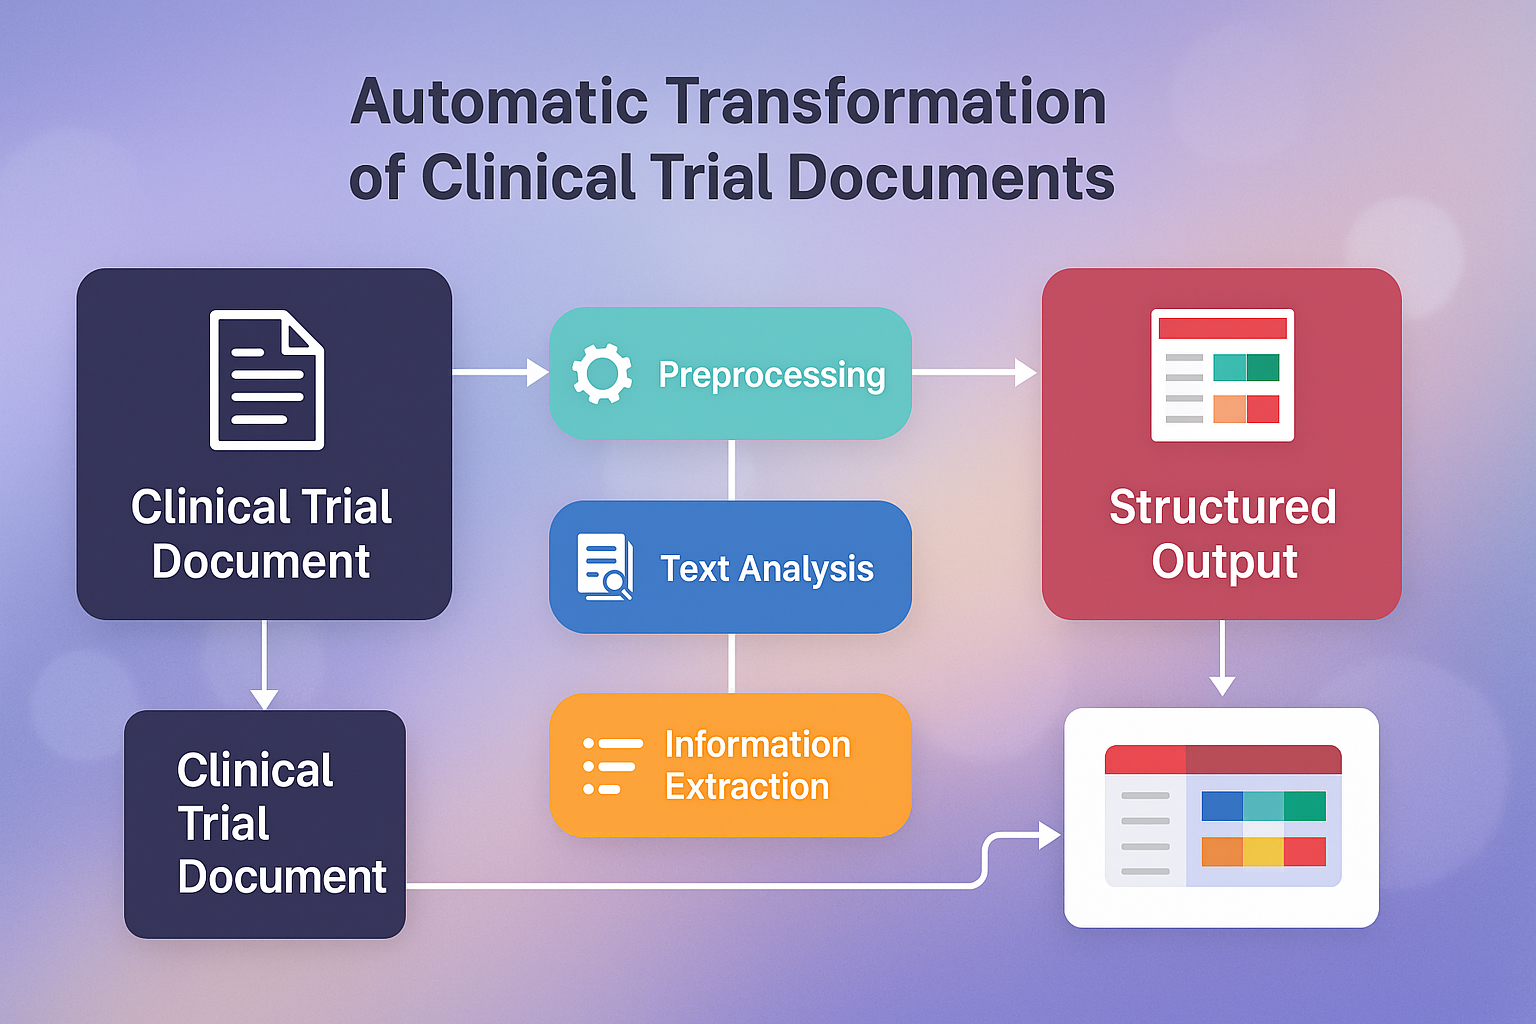 Automatic Transformation
of Clinical Trial Documents
Clinical Trial
Document
Preprocessing
Structured
Output
Text Analysis
Information
Extraction
Clinical
Trial
Document